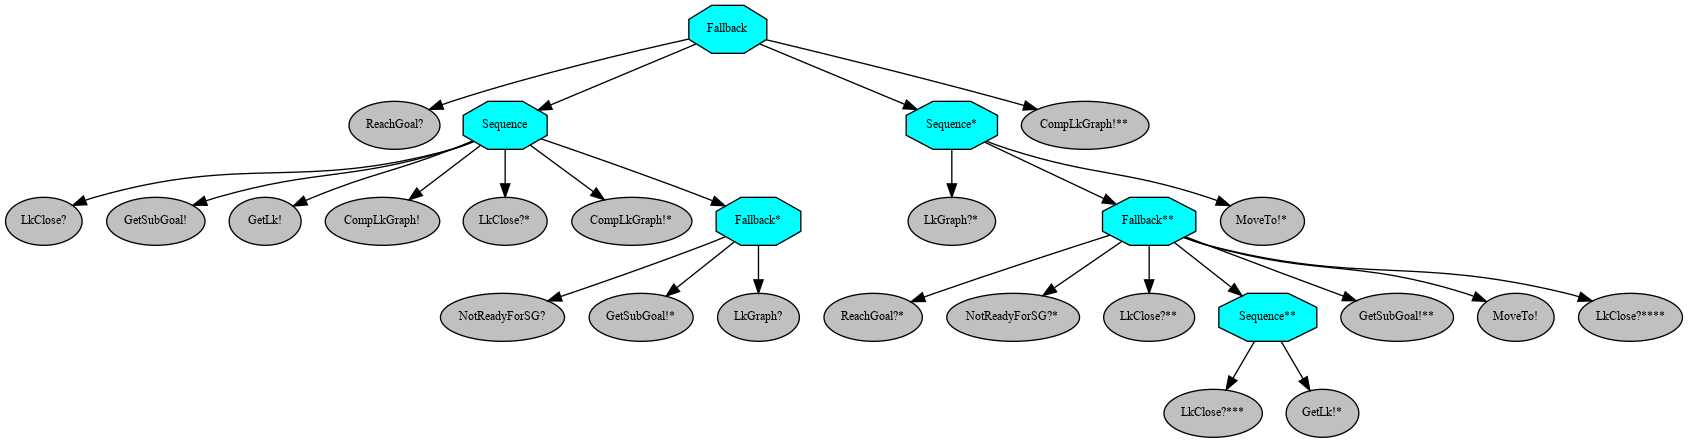 Fallback
ReachGoal?
Sequence
Sequence*
CompLkGraph!**
LkClose?
GetSubGoal!
GetLk!
CompLkGraph!
LkClose?*
CompLkGraph!*
Fallback*
LkGraph?*
Fallback**
MoveTo!*
NotReadyForSG?
GetSubGoal!*
LkGraph?
ReachGoal?*
NotReadyForSG?*
LkClose?**
Sequence**
GetSubGoal!**
MoveTo!
LkClose?****
LkClose?***
GetLk!*